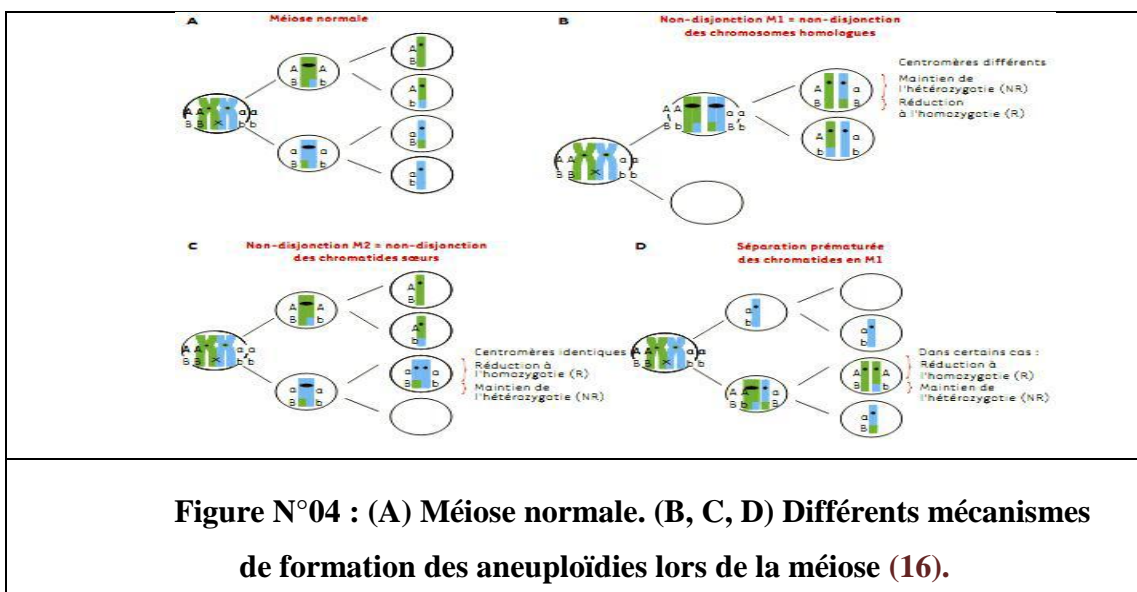 A
Méiose normale
A A
B b
A
B
A
b
A A a a
B B b b
a a
B b
a
B
a
b
B
Non-disjonction M1 = non-disjonction
des chromosomes homologues
Centromères différents
Maintien de
l'hétérozygotie (NR)
Réduction
à l'homozygotie (R)
A a
B B
A A a a
B b B b
A a
b b
A A a a
B B b b
C
Non-disjonction M2 = non-disjonction
des chromatides sœurs
A A
B b
A
B
A
b
A A a a
B B b b
Centromères identiques
Réduction à
l'homozygotie (R)
Maintien de
l'hétérozygotie (NR)
a a
B b
a a
B b
D
Séparation prématurée
des chromatides en M1
a
b
a
b
A A a a
B B b b
Dans certains cas :
Réduction à
l'homozygotie (R)
Maintien de
l'hétérozygotie (NR)
A A
B b
A A a
B b B
a
B
Figure N°04 : (A) Méiose normale. (B, C, D) Différents mécanismes
de formation des aneuploïdies lors de la méiose (16).